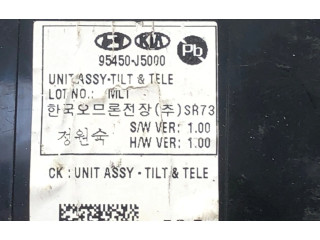 KIA
Pb
95450-J5000
UNIT ASSY-TILT & TELE
LOT NO.: MLT
한국오므론전장(주)SR73
정원숙 S/W VER: 1.00
H/W VER: 1.00
CK : UNIT ASSY - TILT & TELE